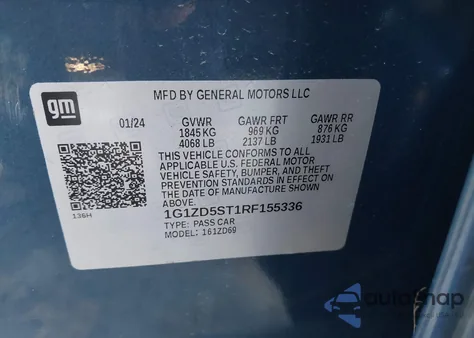 gm
MFD BY GENERAL MOTORS LLC
01/24 GVWR GAWR FRT GAWR RR
1845 KG 969 KG 876 KG
4068 LB 2137 LB 1931 LB
THIS VEHICLE CONFORMS TO ALL
APPLICABLE U.S. FEDERAL MOTOR
VEHICLE SAFETY, BUMPER, AND THEFT
PREVENTION STANDARDS IN EFFECT ON
THE DATE OF MANUFACTURE SHOWN
ABOVE.
136H
1G1ZD5ST1RF155336
TYPE: PASS CAR
MODEL: 161ZD69